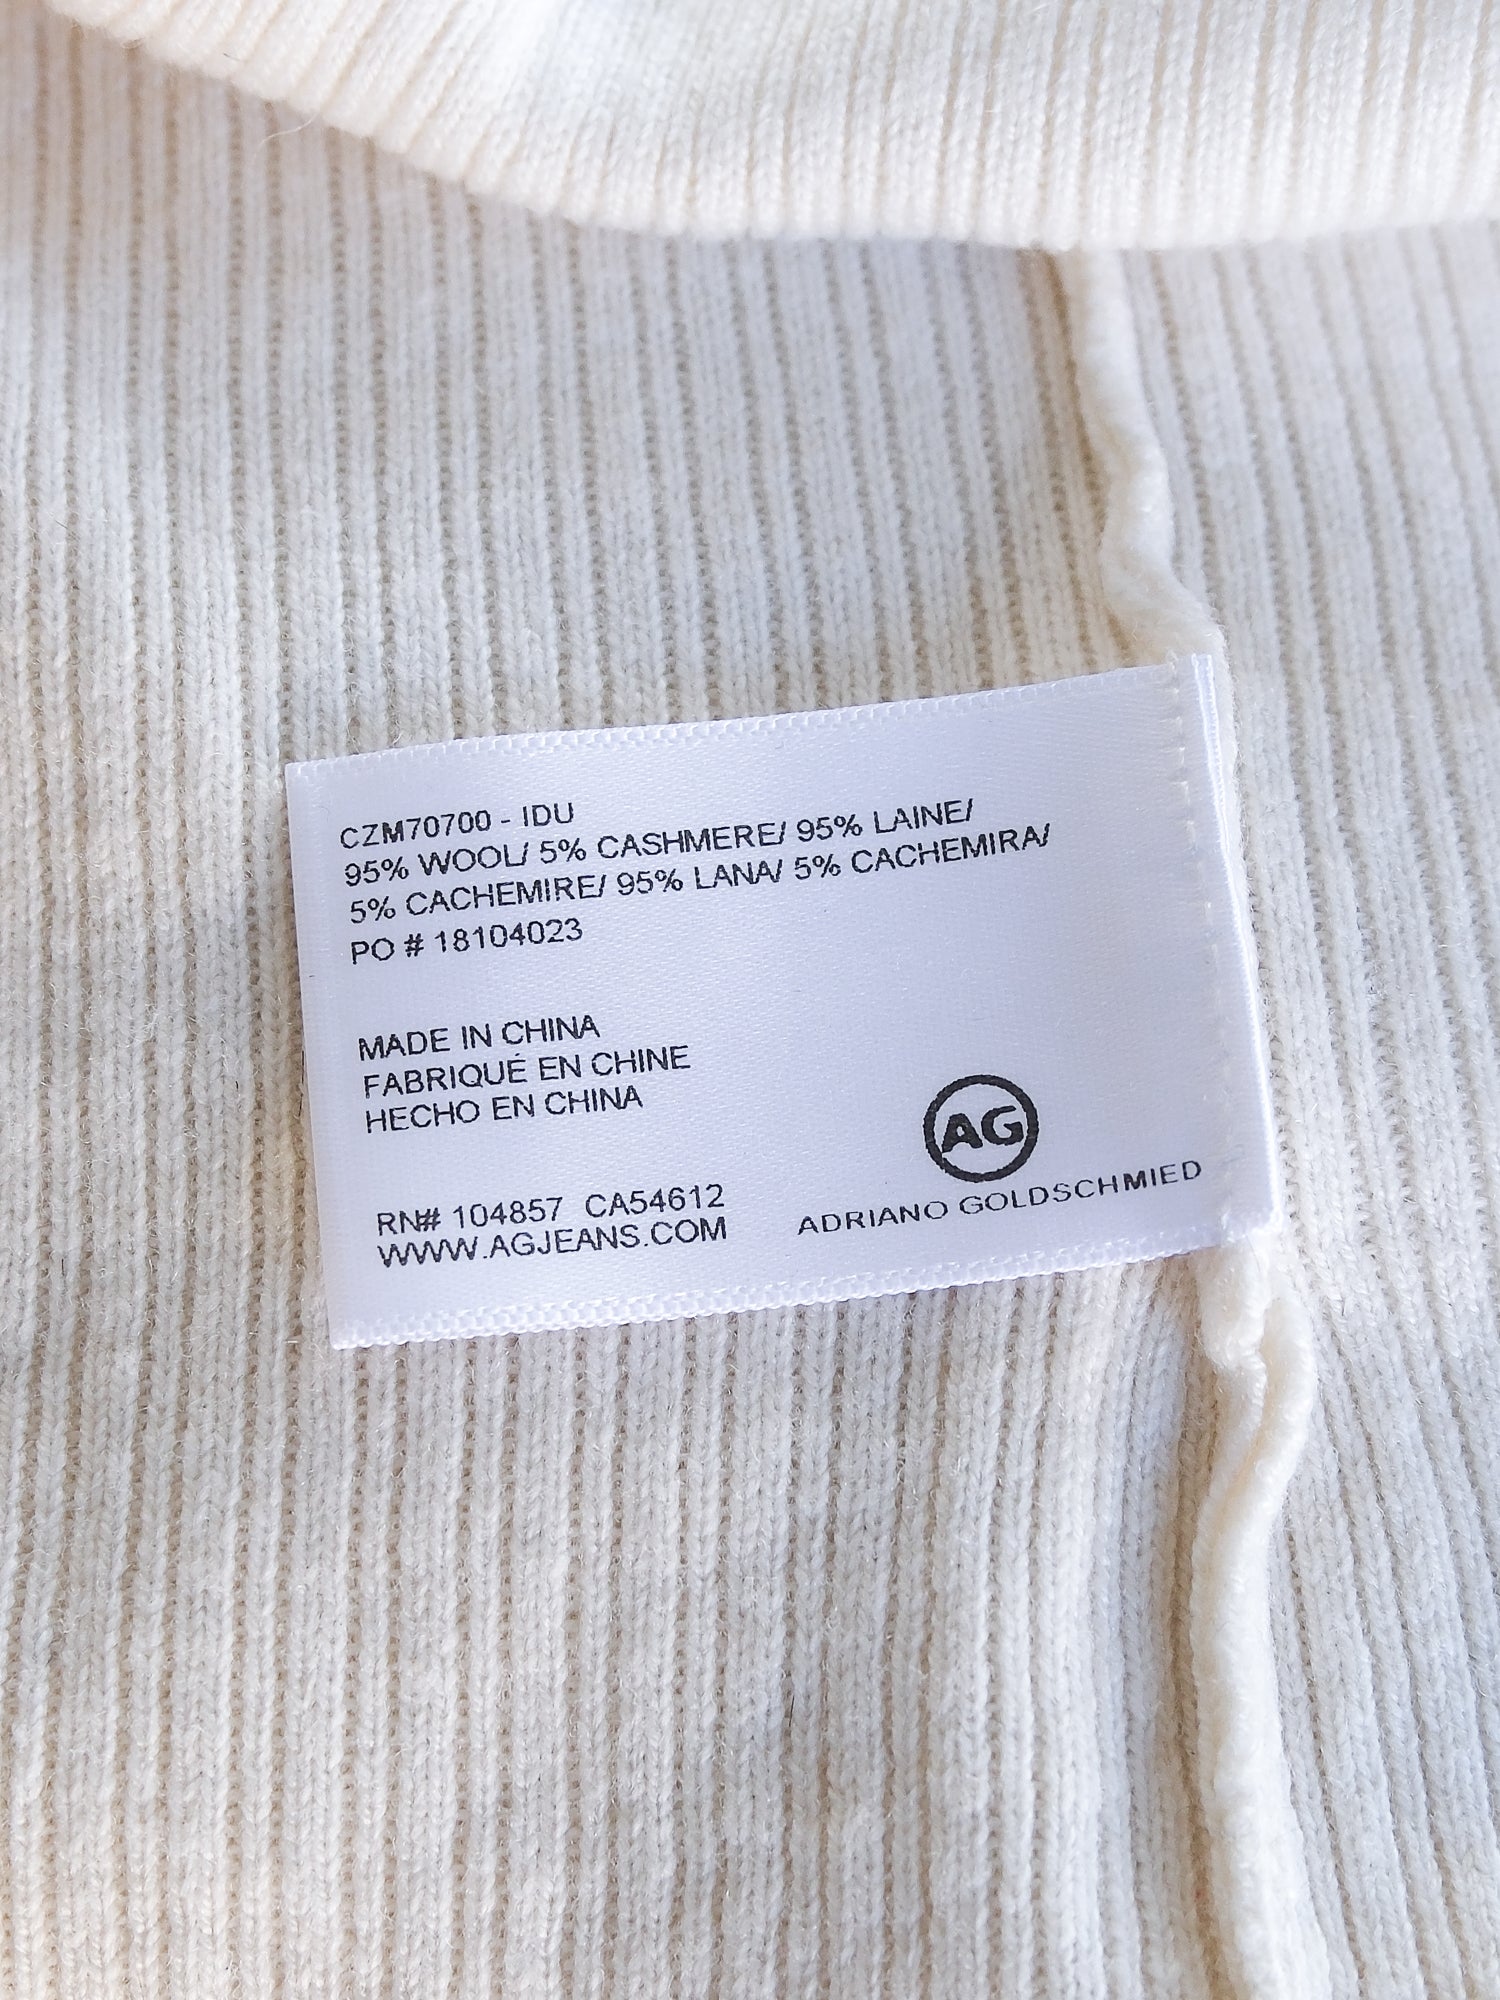 CZM70700 - IDU
95% WOOL/ 5% CASHMERE/ 95% LAINE/
5% CACHEMIRE/ 95% LANA/ 5% CACHEMIRA/
PO # 18104023
MADE IN CHINA
FABRIQUÉ EN CHINE
HECHO EN CHINA
RN# 104857 CA54612
WWW.AGJEANS.COM
AG
ADRIANO GOLDSCHMIED